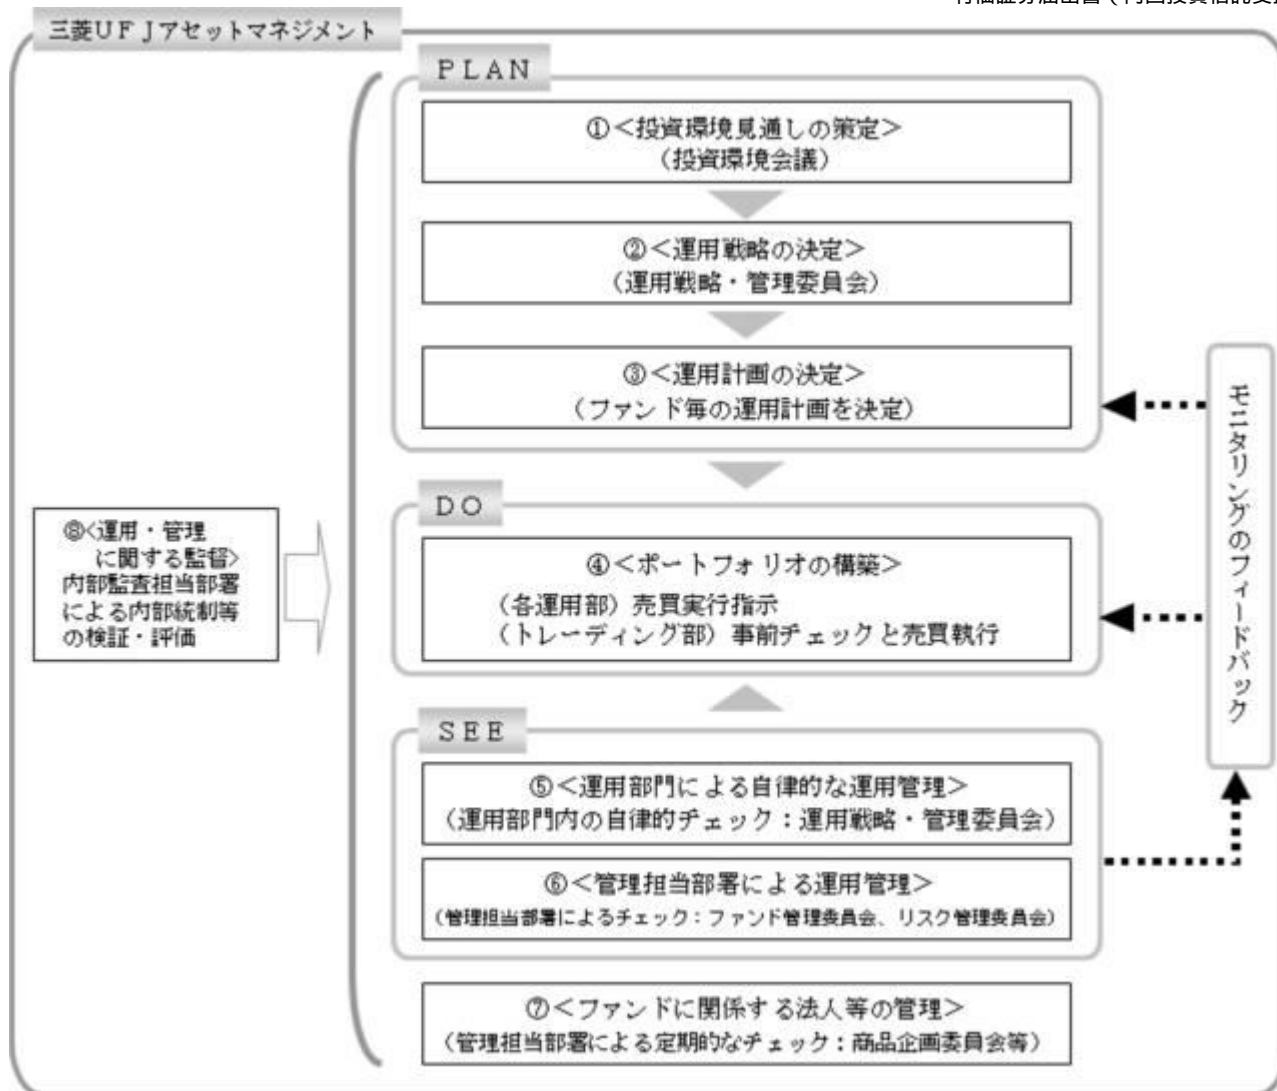 三菱UFJアセットマネジメント
PLAN
①<投資環境見通しの策定>
(投資環境会議)
②<運用戦略の決定>
(運用戦略・管理委員会)
③<運用計画の決定>
(ファンド毎の運用計画を決定)
DO
④<ポートフォリオの構築>
(各運用部)売買実行指示
(トレーディング部)事前チェックと売買執行
SEE
⑤<運用部門による自律的な運用管理>
(運用部門内の自律的チェック:運用戦略・管理委員会)
⑥<管理担当部署による運用管理>
(管理担当部署によるチェック:ファンド管理委員会、リスク管理委員会)
⑦<ファンドに関係する法人等の管理>
(管理担当部署による定期的なチェック:商品企画委員会等)
⑧<運用・管理
に関する監督>
内部監査担当部署
による内部統制等
の検証・評価
モニタリングのフィードバック